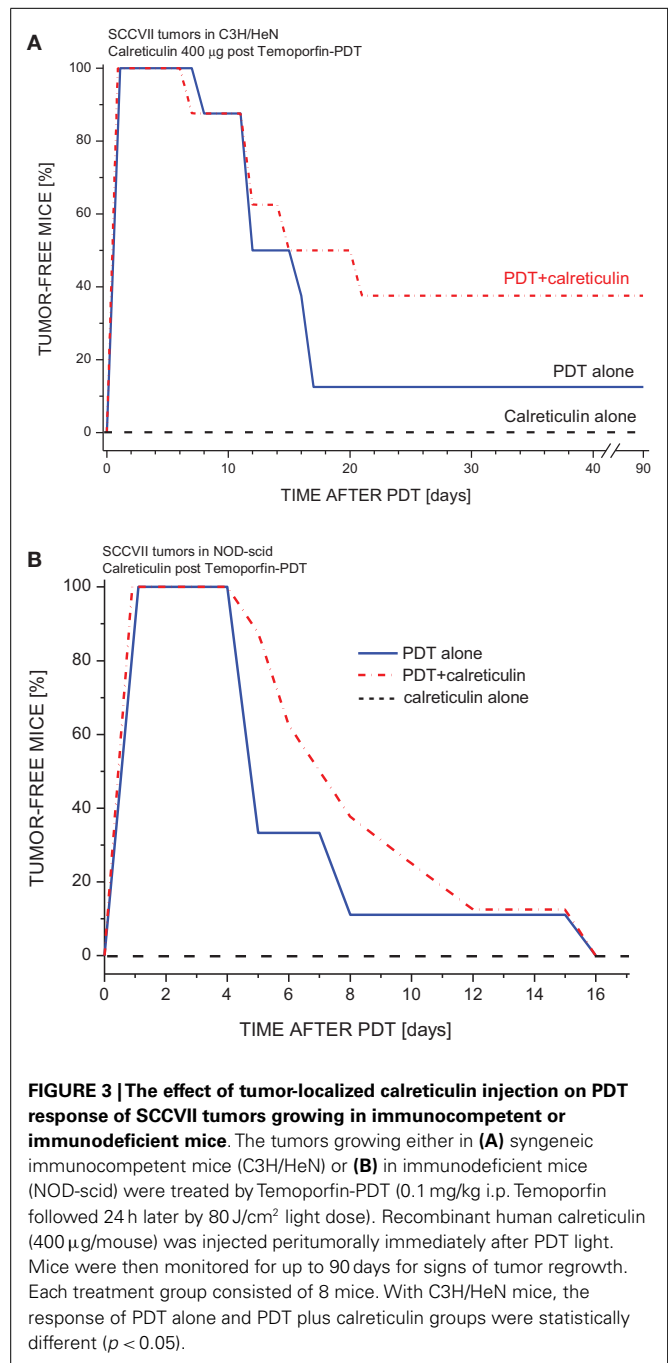 A
SCCVII tumors in C3H/HeN
Calreticulin 400 µg post Temoporfin-PDT
TUMOR-FREE MICE [%]
100
80
60
40
20
0
PDT+calreticulin
PDT alone
Calreticulin alone
0 10 20 30 40 90
TIME AFTER PDT [days]
B
SCCVII tumors in NOD-scid
Calreticulin post Temoporfin-PDT
TUMOR-FREE MICE [%]
100
80
60
40
20
0
PDT alone
PDT+calreticulin
calreticulin alone
0 2 4 6 8 10 12 14 16
TIME AFTER PDT [days]
FIGURE 3 | The effect of tumor-localized calreticulin injection on PDT
response of SCCVII tumors growing in immunocompetent or
immunodeficient mice. The tumors growing either in (A) syngeneic
immunocompetent mice (C3H/HeN) or (B) in immunodeficient mice
(NOD-scid) were treated by Temoporfin-PDT (0.1 mg/kg i.p. Temoporfin
followed 24 h later by 80 J/cm² light dose). Recombinant human calreticulin
(400 µg/mouse) was injected peritumorally immediately after PDT light.
Mice were then monitored for up to 90 days for signs of tumor regrowth.
Each treatment group consisted of 8 mice. With C3H/HeN mice, the
response of PDT alone and PDT plus calreticulin groups were statistically
different (p < 0.05).